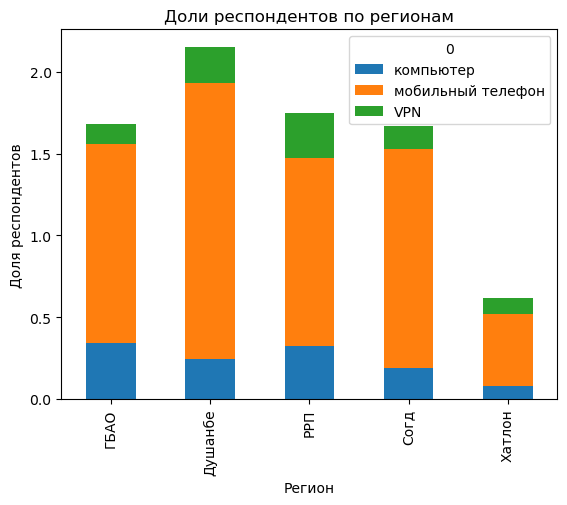 Доли респондентов по регионам
0
компьютер
мобильный телефон
VPN
Доля респондентов
2.0
1.5
1.0
0.5
0.0
ГБАО
Душанбе
РРП
Согд
Хатлон
Регион